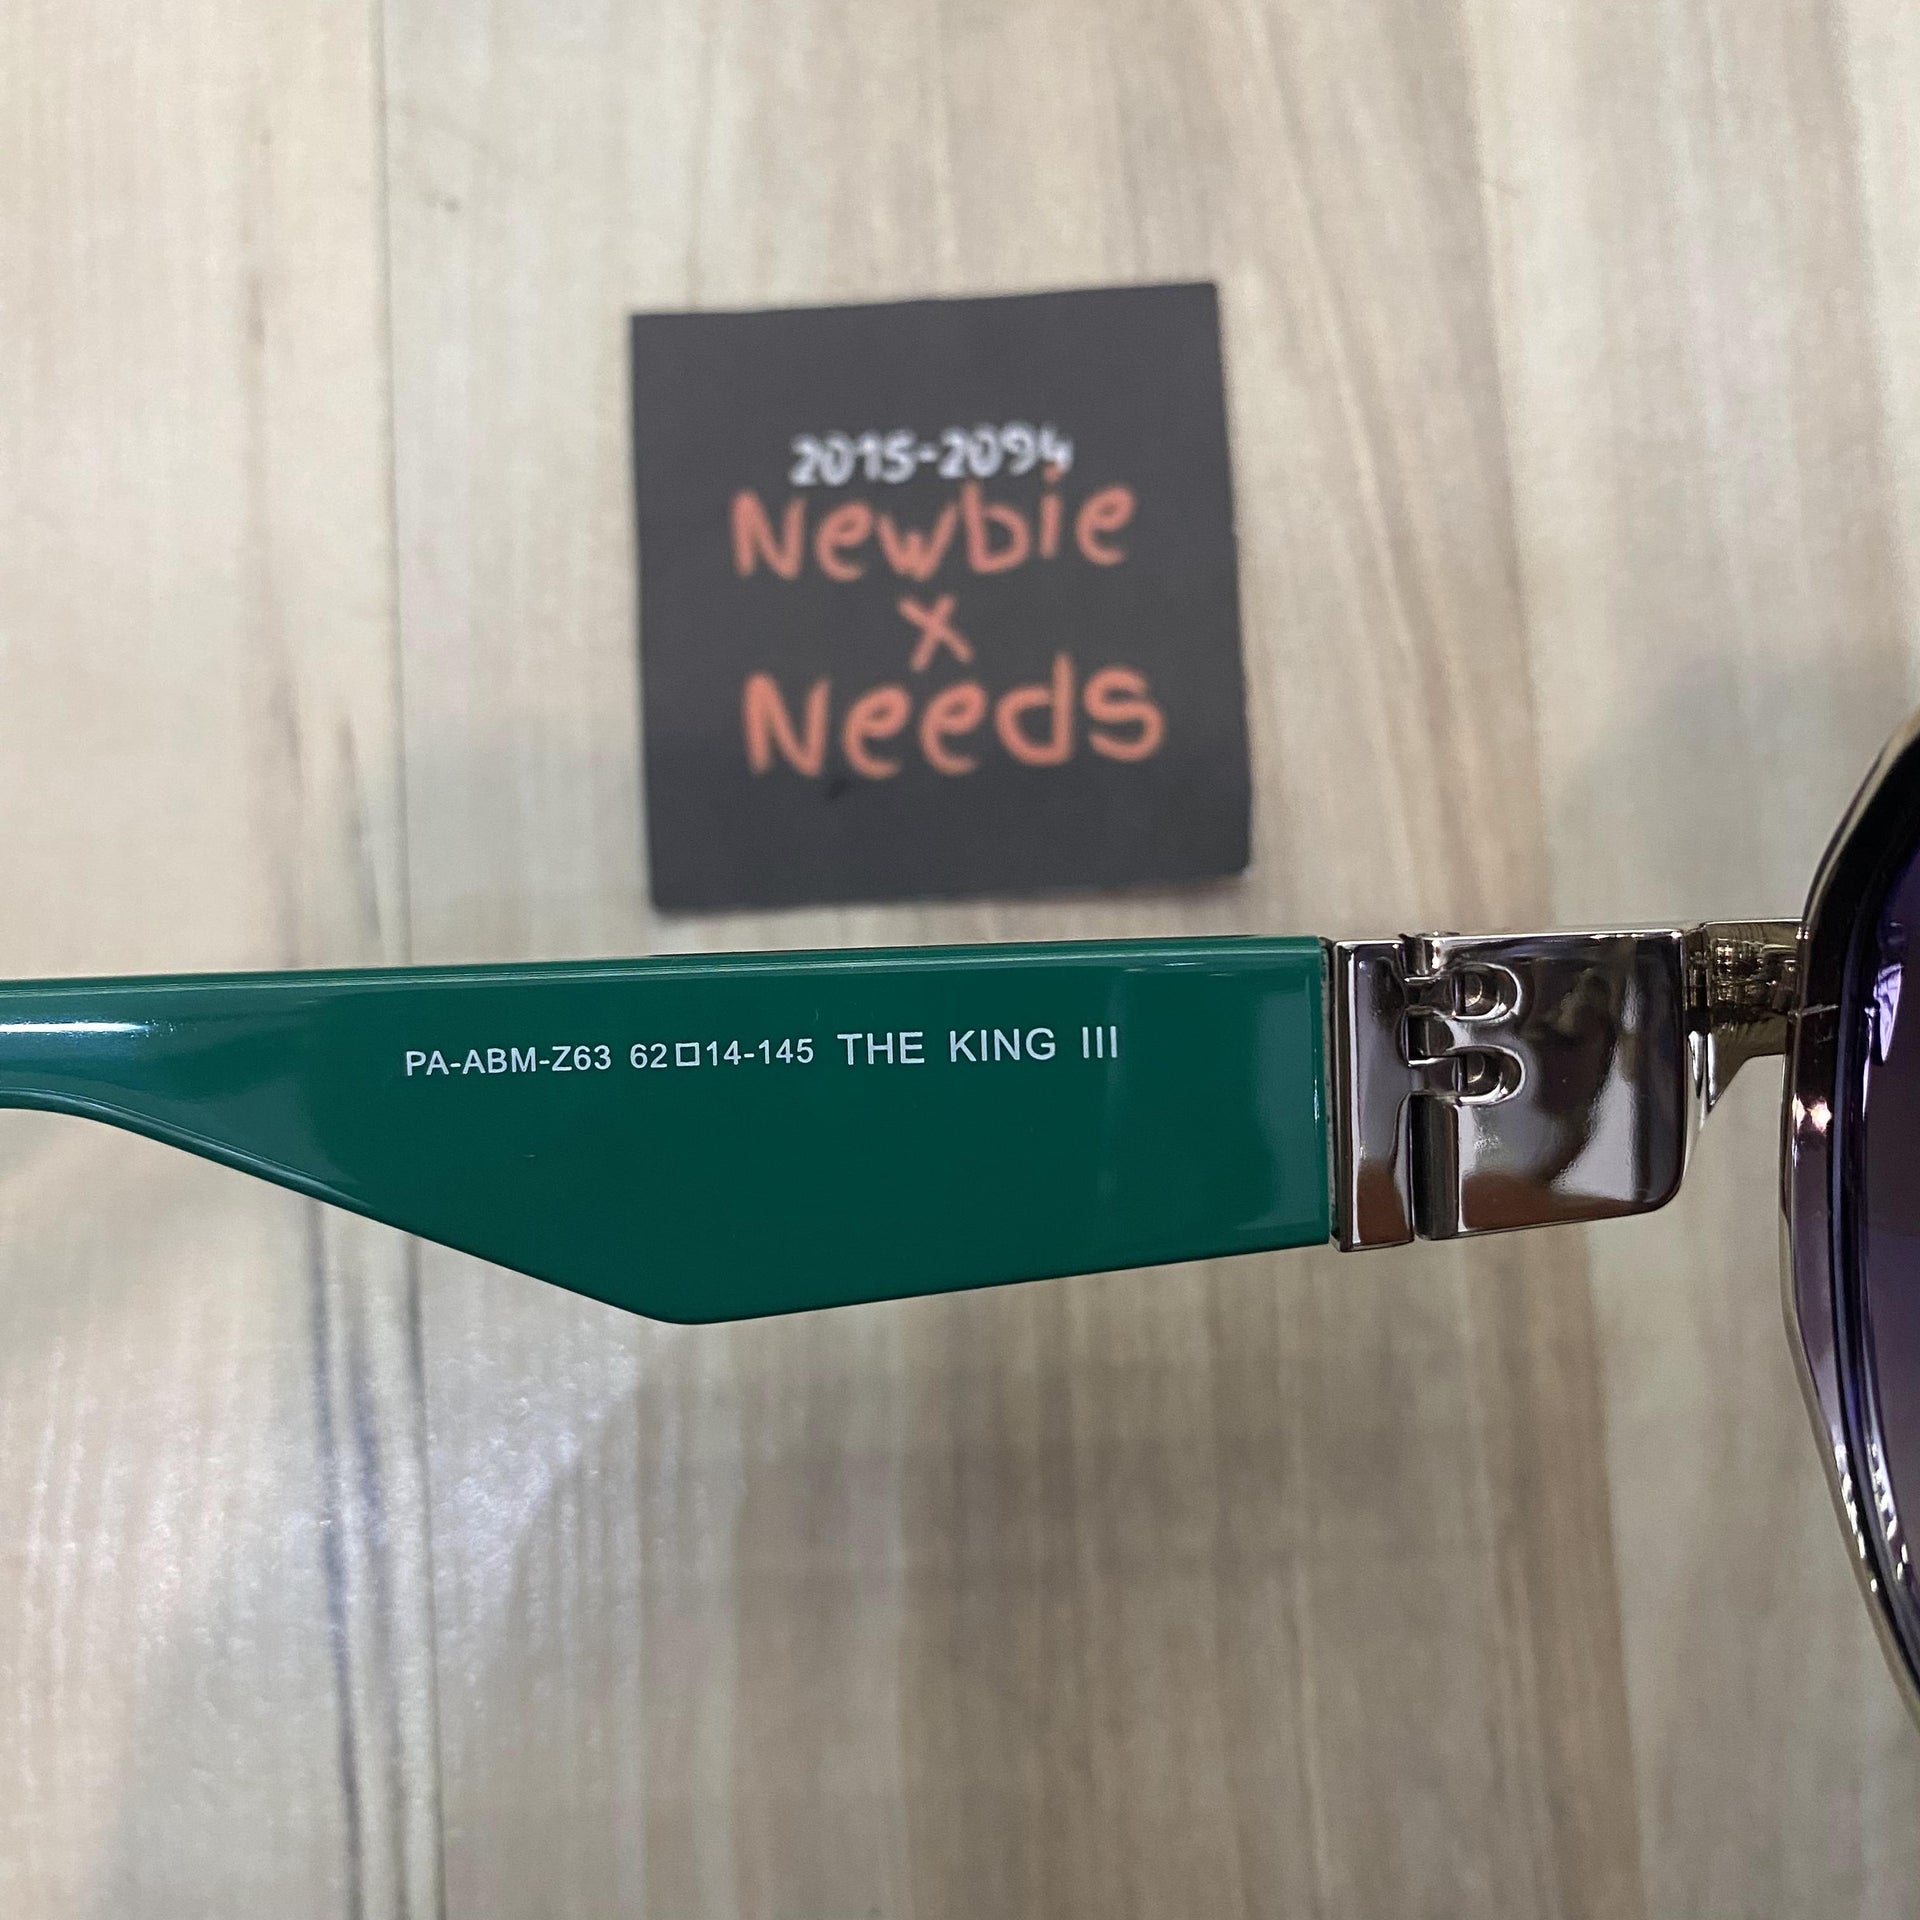 2015-2094
Newbie
x
Needs
PA-ABM-Z63 62□14-145 THE KING III
B